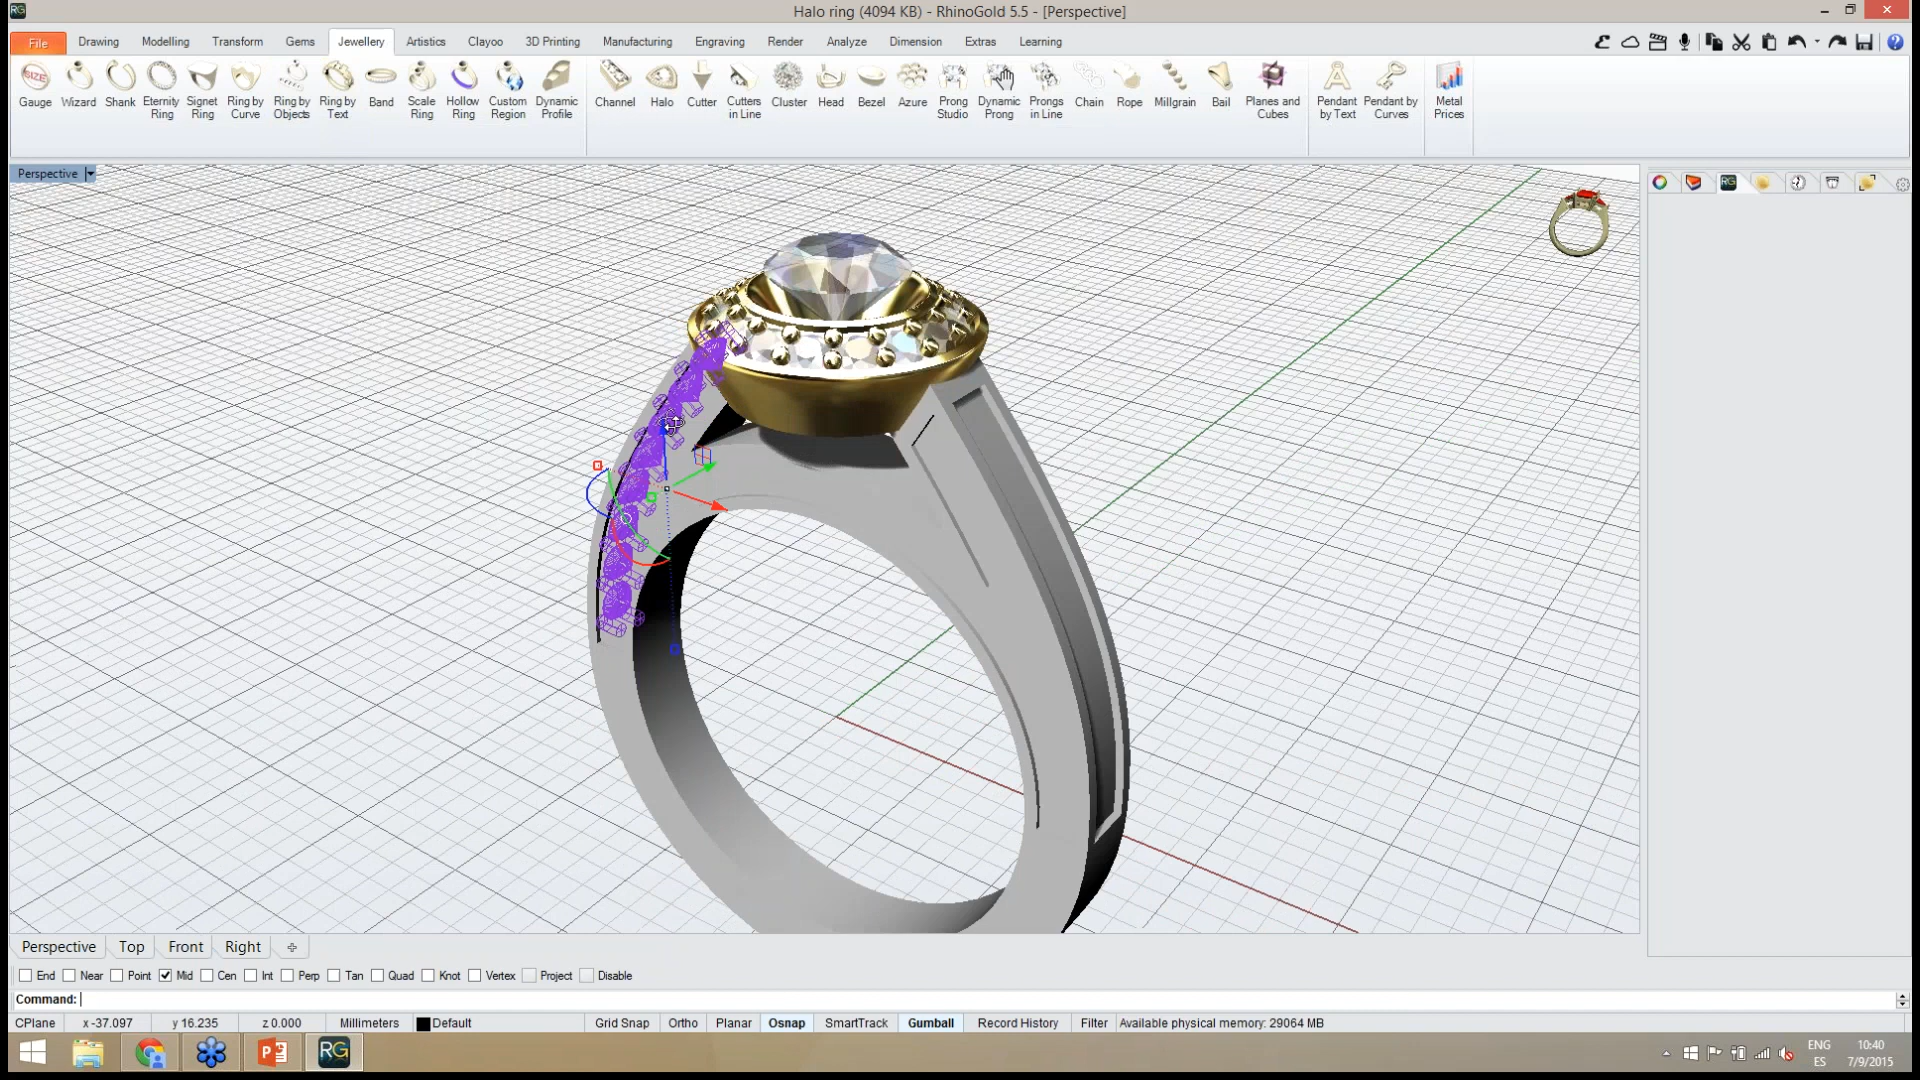 RG
Halo ring (4094 KB) - RhinoGold 5.5 - [Perspective]
File Drawing Modelling Transform Gems Jewellery Artistics Clayoo 3D Printing Manufacturing Engraving Render Analyze Dimension Extras Learning
SIZE
Gauge Wizard Shank Eternity Ring Signet Ring Ring by Curve Ring by Objects Ring by Text Band Scale Ring Hollow Ring Custom Region Dynamic Profile Channel Halo Cutter Cutters in Line Cluster Head Bezel Azure Prong Studio Dynamic Prong Prongs in Line Chain Rope Millgrain Bail Planes and Cubes Pendant by Text Pendant by Curves Metal Prices
Perspective
RG
Perspective Top Front Right
End Near Point Mid Cen Int Perp Tan Quad Knot Vertex Project Disable
Command:
CPlane x -37.097 y 16.235 z 0.000 Millimeters Default Grid Snap Ortho Planar Osnap SmartTrack Gumball Record History Filter Available physical memory: 29064 MB
RG
ENG 10:40
ES 7/9/2015